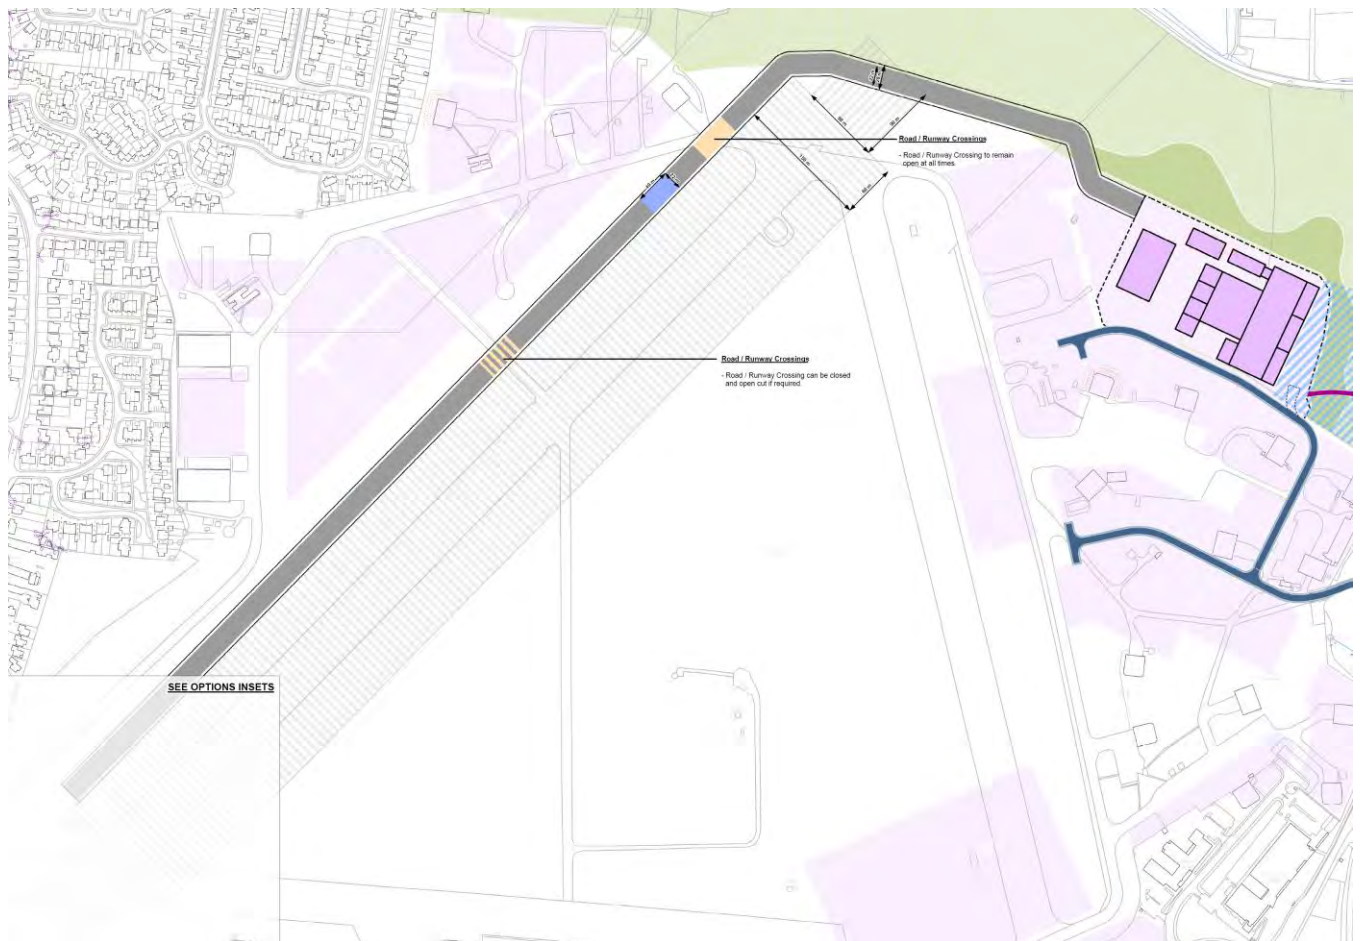 Road / Runway Crossings
- Road / Runway Crossing to remain
open at all times.
Road / Runway Crossings
- Road / Runway Crossing can be closed
and open cut if required.
SEE OPTIONS INSETS